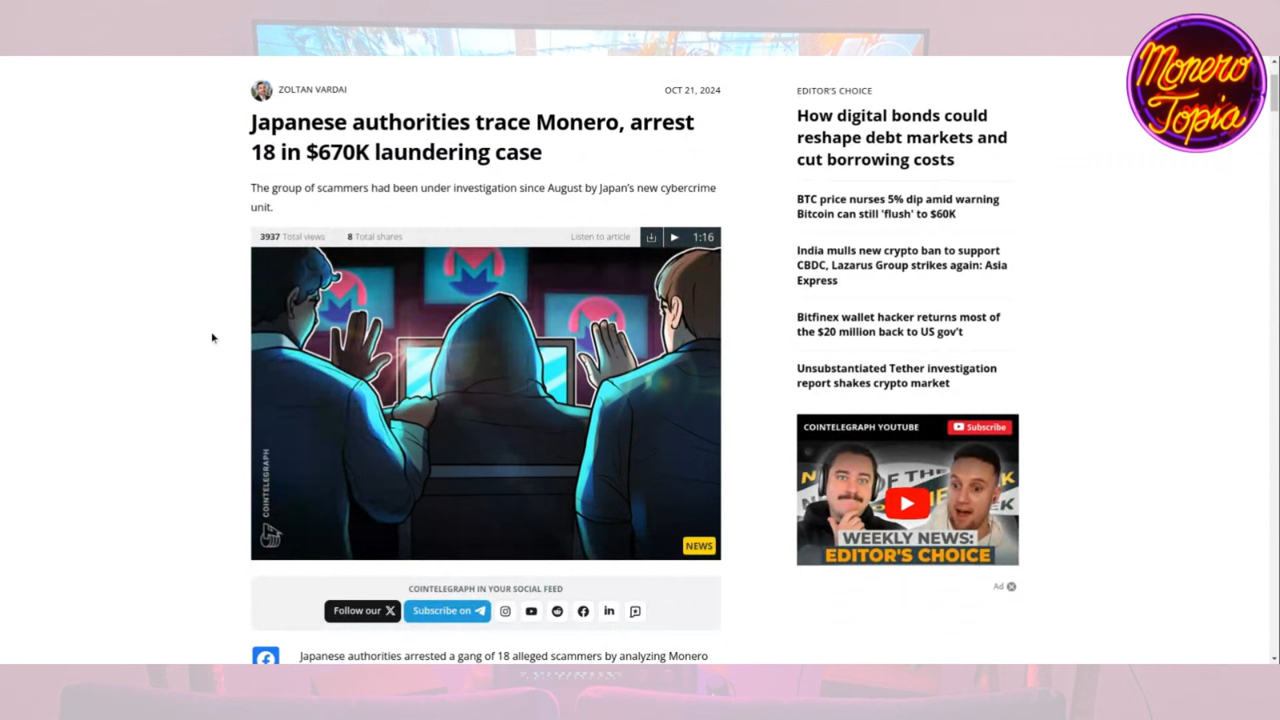 Monero
Topia
ZOLTAN VARDAI
OCT 21, 2024
Japanese authorities trace Monero, arrest
18 in $670K laundering case
The group of scammers had been under investigation since August by Japan's new cybercrime
unit.
3937 Total views
8 Total shares
Listen to article
1:16
COINTELEGRAPH
NEWS
COINTELEGRAPH IN YOUR SOCIAL FEED
Follow our X
Subscribe on
Japanese authorities arrested a gang of 18 alleged scammers by analyzing Monero
EDITOR'S CHOICE
How digital bonds could
reshape debt markets and
cut borrowing costs
BTC price nurses 5% dip amid warning
Bitcoin can still 'flush' to $60K
India mulls new crypto ban to support
CBDC, Lazarus Group strikes again: Asia
Express
Bitfinex wallet hacker returns most of
the $20 million back to US gov't
Unsubstantiated Tether investigation
report shakes crypto market
COINTELEGRAPH YOUTUBE
Subscribe
OF THE
WEEKLY NEWS:
EDITOR'S CHOICE
Ad